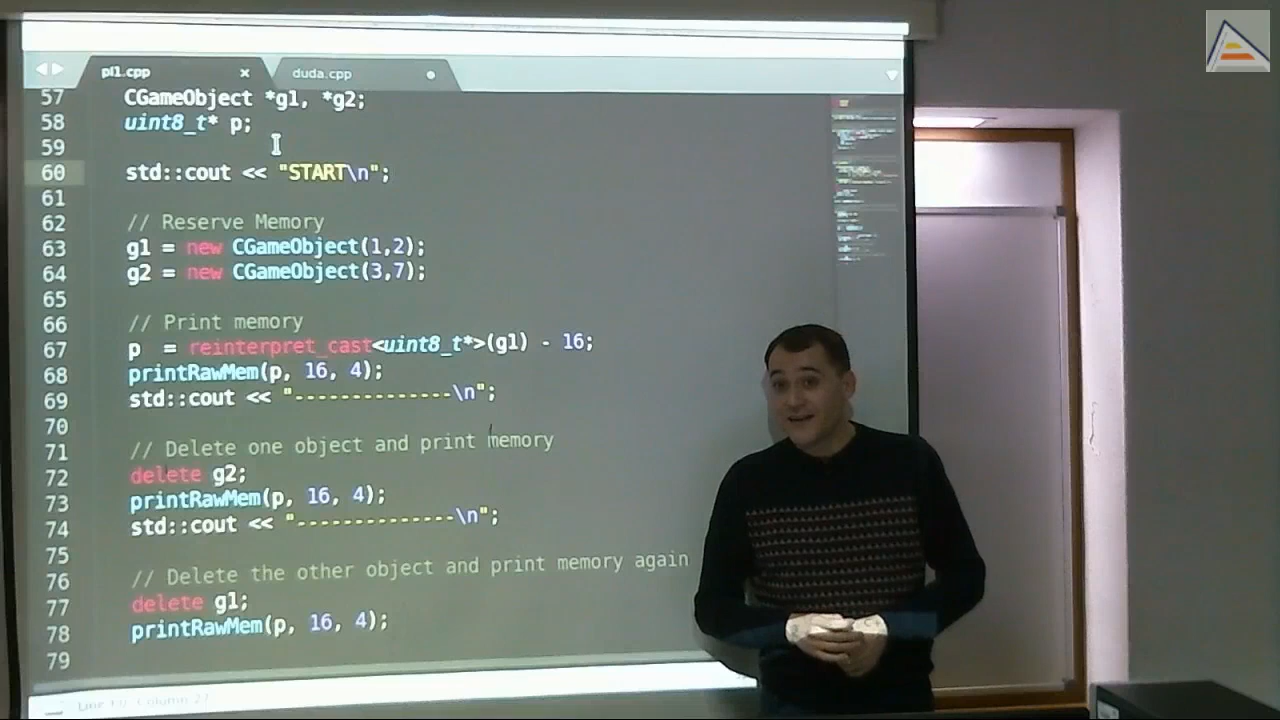 pl1.cpp × duda.cpp
57 CGameObject *g1, *g2;
58 uint8_t* p;
59
60 std::cout << "START\n";
61
62 // Reserve Memory
63 g1 = new CGameObject(1,2);
64 g2 = new CGameObject(3,7);
65
66 // Print memory
67 p = reinterpret_cast<uint8_t*>(g1) - 16;
68 printRawMem(p, 16, 4);
69 std::cout << "--------------\n";
70
71 // Delete one object and print memory
72 delete g2;
73 printRawMem(p, 16, 4);
74 std::cout << "--------------\n";
75
76 // Delete the other object and print memory again
77 delete g1;
78 printRawMem(p, 16, 4);
79